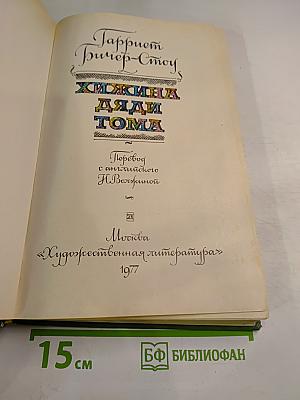 Гарриет
Бичер-Стоу
ХИЖИНА
ДЯДИ
ТОМА
Перевод
с английского
Н. Волжиной
Москва
«Художественная литература»
1977
15 см
БФ БИБЛИОФАН